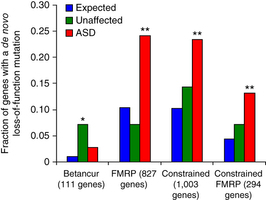 Expected
Unaffected
ASD
Fraction of genes with a de novo
loss-of-function mutation
0.30
0.25
0.20
0.15
0.10
0.05
0
*
**
**
**
Betancur
(111 genes)
FMRP (827
genes)
Constrained
(1,003
genes)
Constrained
FMRP (294
genes)